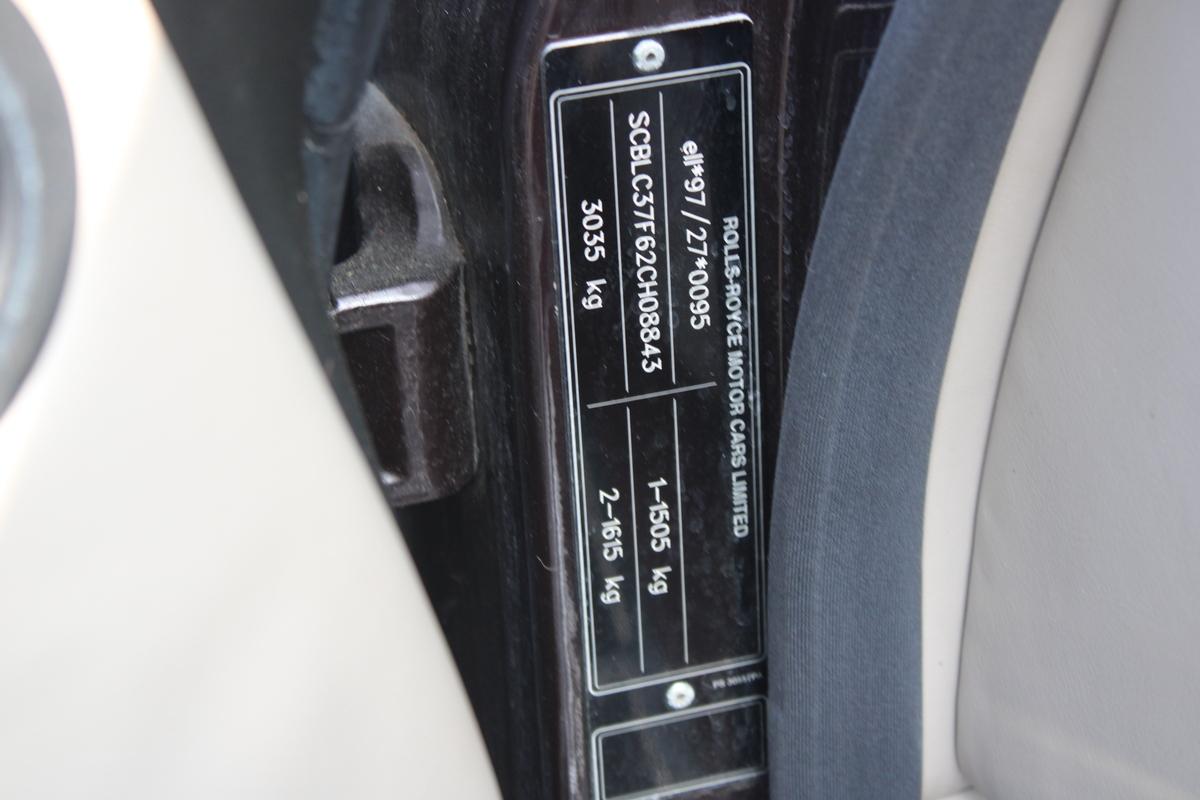 ROLLS-ROYCE MOTOR CARS LIMITED
e11*97/27*0095
SCBLC37F62CH08843
3035 kg
1-1505 kg
2-1615 kg